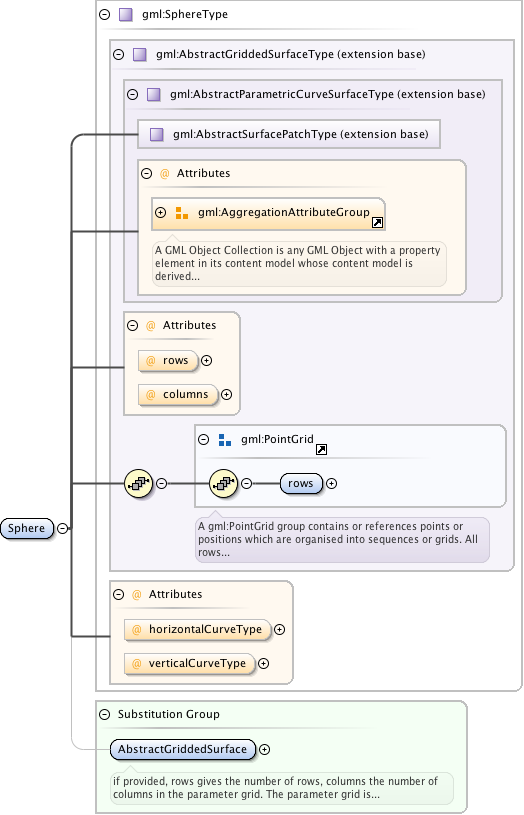 gml:SphereType
gml:AbstractGriddedSurfaceType (extension base)
gml:AbstractParametricCurveSurfaceType (extension base)
gml:AbstractSurfacePatchType (extension base)
@ Attributes
gml:AggregationAttributeGroup
A GML Object Collection is any GML Object with a property
element in its content model whose content model is
derived...
@ Attributes
@ rows
@ columns
gml:PointGrid
rows
Sphere
A gml:PointGrid group contains or references points or
positions which are organised into sequences or grids. All
rows...
@ Attributes
@ horizontalCurveType
@ verticalCurveType
Substitution Group
AbstractGriddedSurface
if provided, rows gives the number of rows, columns the number of
columns in the parameter grid. The parameter grid is...